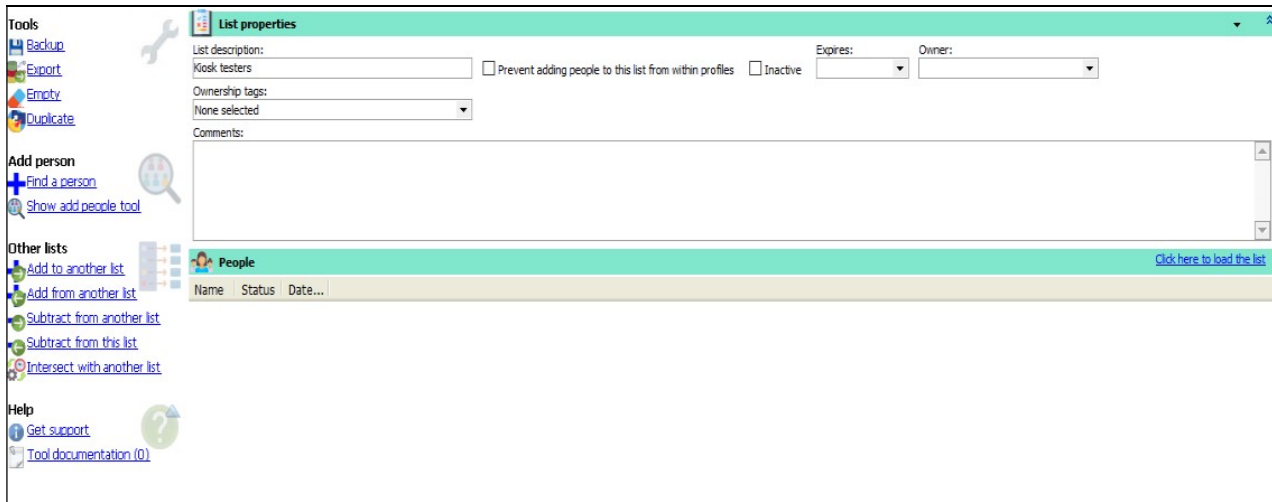 Tools
Backup
Export
Empty
Duplicate
Add person
Find a person
Show add people tool
Other lists
Add to another list
Add from another list
Subtract from another list
Subtract from this list
Intersect with another list
Help
Get support
Tool documentation (0)
List properties
List description: Expires: Owner:
Kiosk testers Prevent adding people to this list from within profiles Inactive
Ownership tags:
None selected
Comments:
People Click here to load the list
Name Status Date...